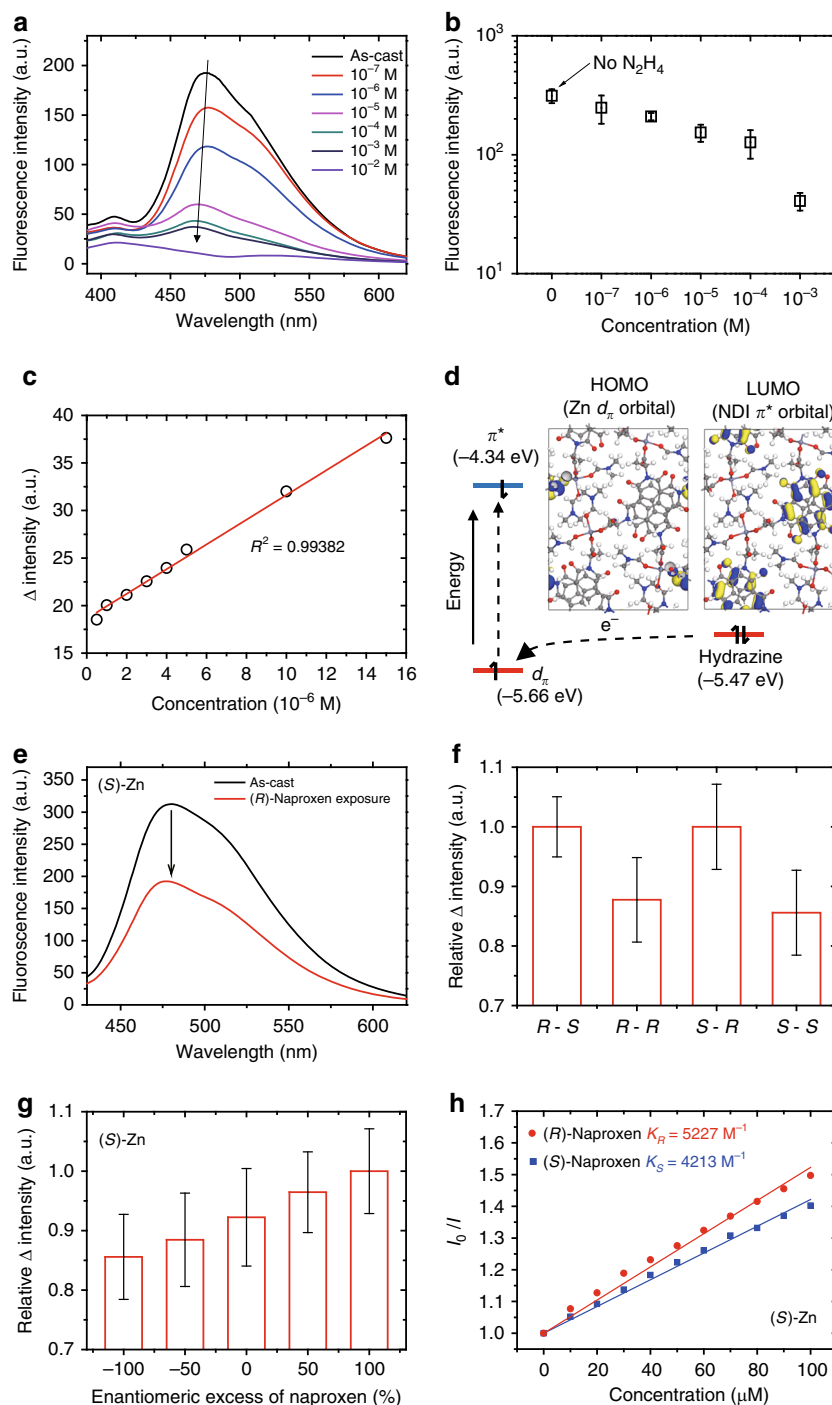 a
Fluorescence intensity (a.u.)
200
150
100
50
25
0
400 450 500 550 600
Wavelength (nm)
As-cast
10⁻⁷ M
10⁻⁶ M
10⁻⁵ M
10⁻⁴ M
10⁻³ M
10⁻² M
b
Fluorescence intensity (a.u.)
10³
10²
10¹
No N₂H₄
0 10⁻⁷ 10⁻⁶ 10⁻⁵ 10⁻⁴ 10⁻³
Concentration (M)
c
Δ intensity (a.u.)
40
35
30
25
20
15
R² = 0.99382
0 2 4 6 8 10 12 14 16
Concentration (10⁻⁶ M)
d
HOMO
(Zn dπ orbital)
LUMO
(NDI π* orbital)
π*
(−4.34 eV)
Energy
e⁻
dπ
(−5.66 eV)
Hydrazine
(−5.47 eV)
e
(S)-Zn
As-cast
(R)-Naproxen exposure
Fluoroscence intensity (a.u.)
350
300
250
200
150
100
50
25
0
450 500 550 600
Wavelength (nm)
f
Relative Δ intensity (a.u.)
1.1
1.0
0.9
0.8
0.7
R - S R - R S - R S - S
g
(S)-Zn
Relative Δ intensity (a.u.)
1.1
1.0
0.9
0.8
0.7
−100 −50 0 50 100
Enantiomeric excess of naproxen (%)
h
I₀/I
1.7
1.6
1.5
1.4
1.3
1.2
1.1
1.0
(R)-Naproxen K_R = 5227 M⁻¹
(S)-Naproxen K_S = 4213 M⁻¹
(S)-Zn
0 20 40 60 80 100
Concentration (μM)